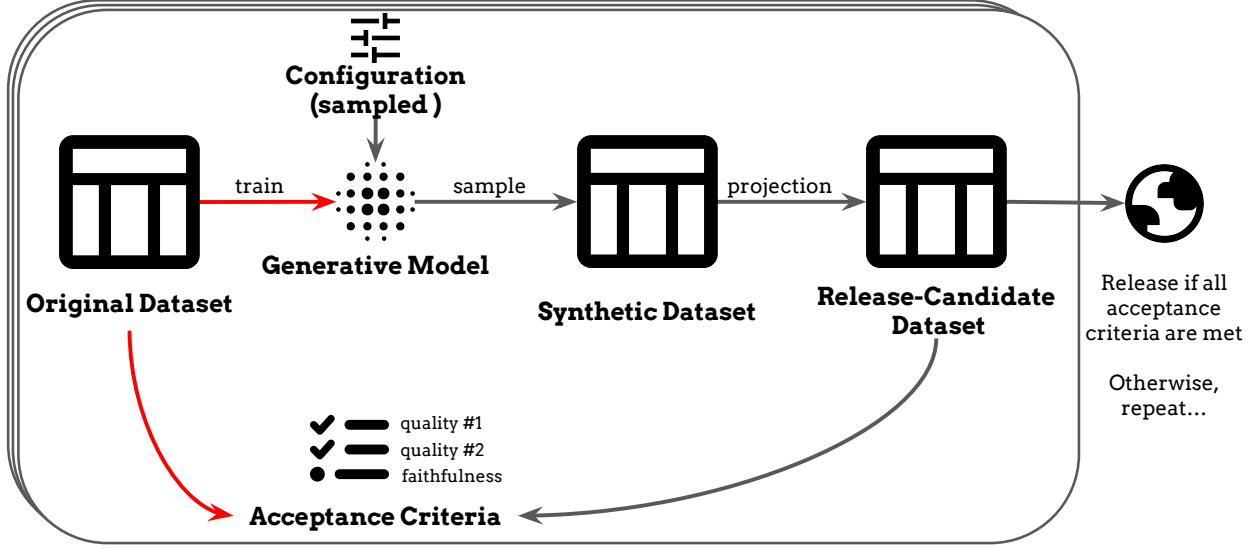 Configuration
(sampled )
train
sample
projection
Generative Model
Original Dataset
Synthetic Dataset
Release-Candidate
Dataset
Release if all
acceptance
criteria are met
Otherwise,
repeat...
quality #1
quality #2
faithfulness
Acceptance Criteria